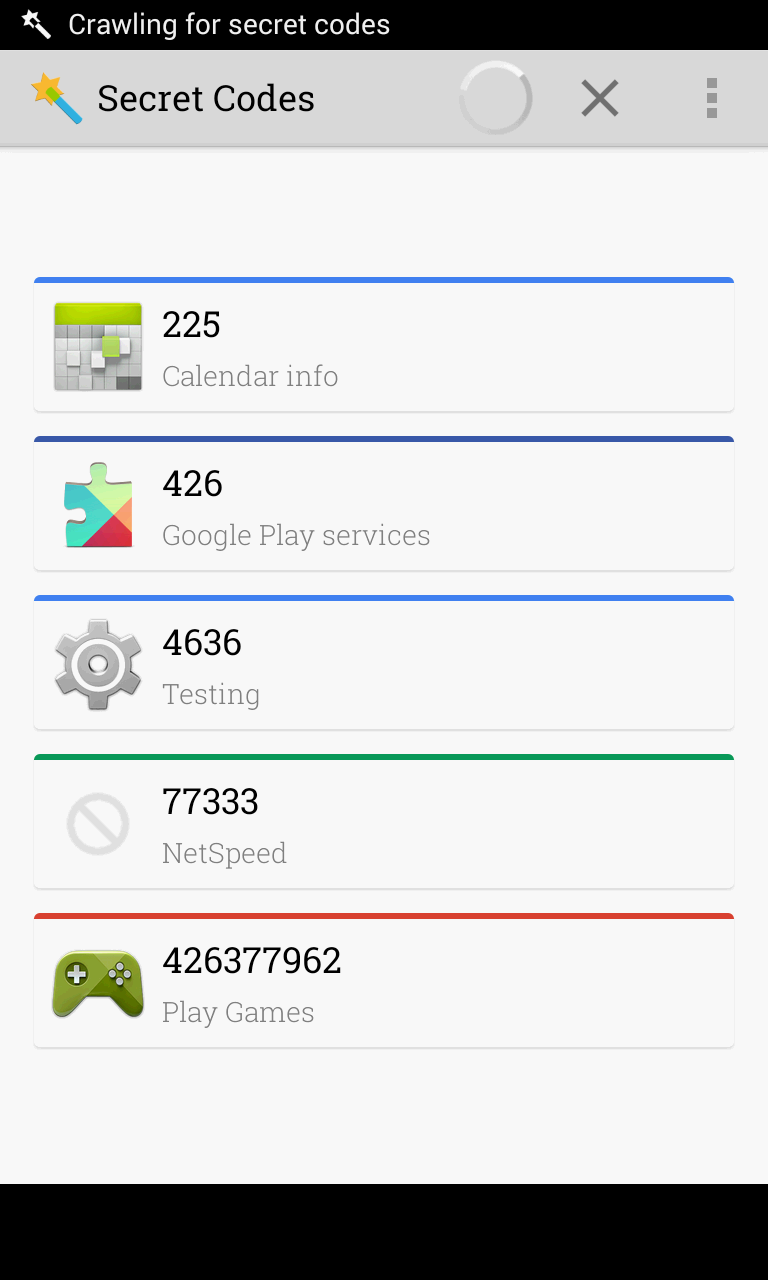 Crawling for secret codes
Secret Codes
225
Calendar info
426
Google Play services
4636
Testing
77333
NetSpeed
426377962
Play Games